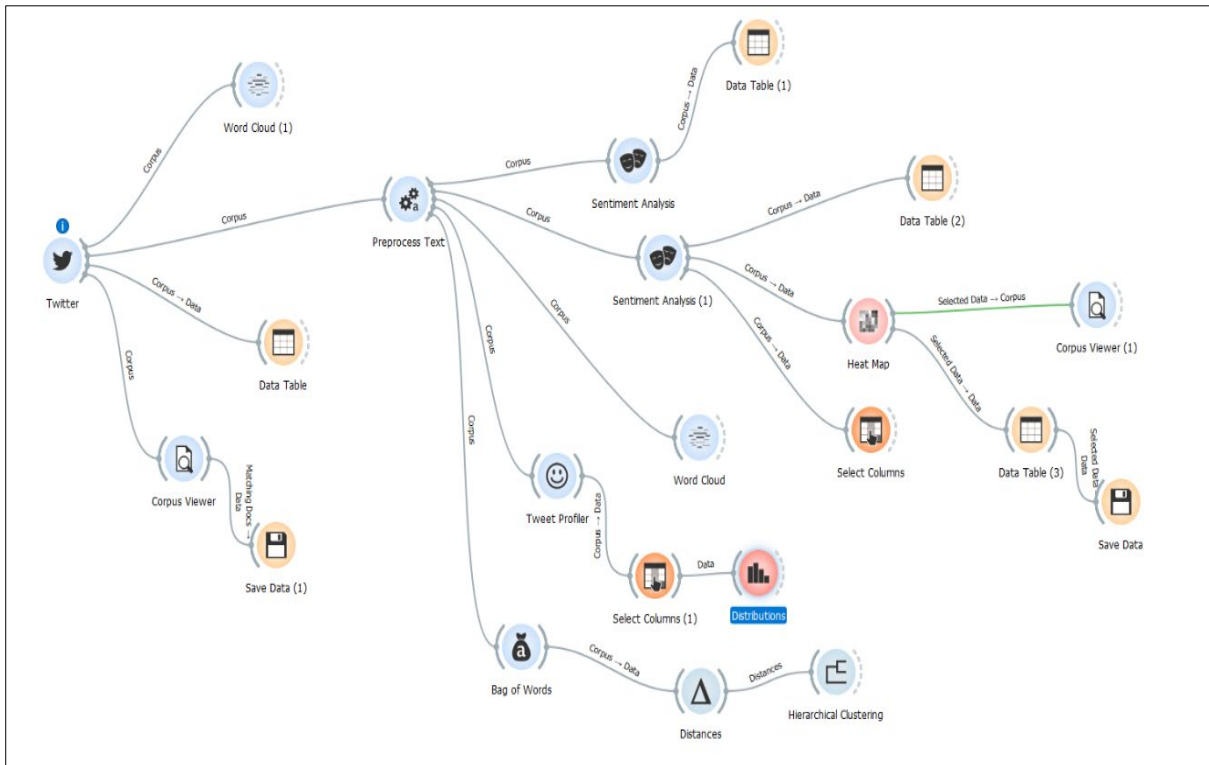 Data Table (1)
Corpus → Data
Word Cloud (1)
Corpus
Corpus
Sentiment Analysis
Corpus → Data
Data Table (2)
a
Preprocess Text
Corpus
Corpus
i
Twitter
Sentiment Analysis (1)
Corpus → Data
Corpus → Data
Selected Data → Corpus
Corpus Viewer (1)
Heat Map
Corpus → Data
Selected Data → Data
Corpus
Data Table
Corpus
Corpus
Corpus
Corpus Viewer
Matching Docs →
Data
Save Data (1)
Word Cloud
Select Columns
Data Table (3)
Selected Data →
Data
Save Data
Tweet Profiler
Corpus → Data
Select Columns (1)
Data
Distributions
a
Bag of Words
Corpus → Data
Δ
Distances
Distances
Hierarchical Clustering